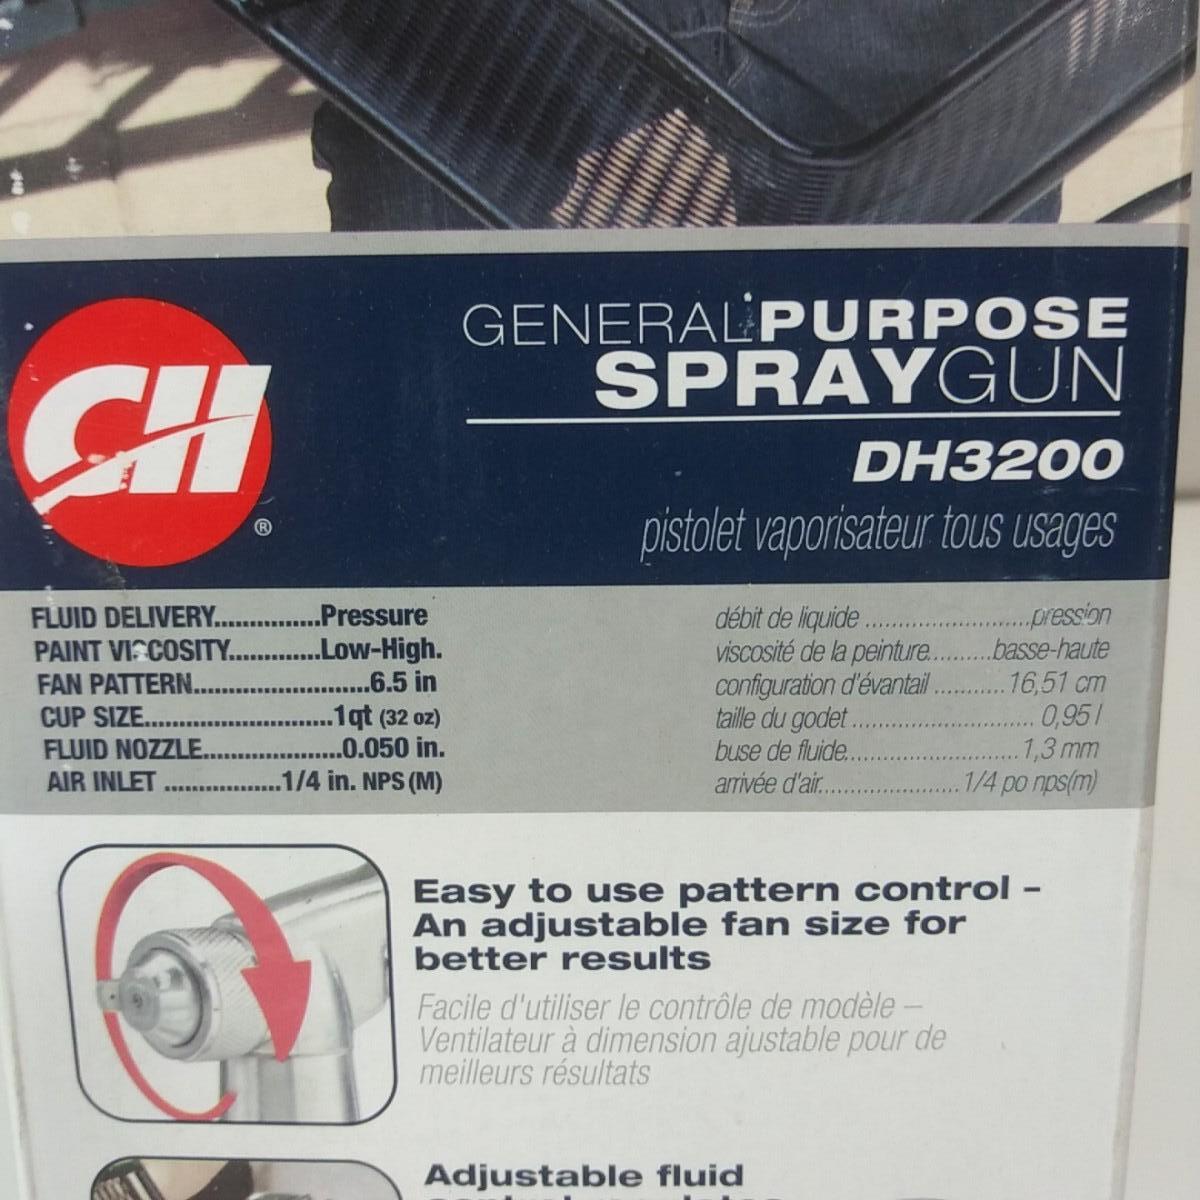 CH
®
GENERAL PURPOSE
SPRAYGUN
DH3200
pistolet vaporisateur tous usages
FLUID DELIVERY...............Pressure
PAINT VISCOSITY.............Low-High.
FAN PATTERN.........................6.5 in
CUP SIZE...........................1qt (32 oz)
FLUID NOZZLE....................0.050 in.
AIR INLET .................1/4 in. NPS (M)
débit de liquide .........................pression
viscosité de la peinture..........basse-haute
configuration d'évantail ...........16,51 cm
taille du godet ............................ 0,95 l
buse de fluide..........................1,3 mm
arrivée d'air......................1/4 po nps(m)
Easy to use pattern control –
An adjustable fan size for
better results
Facile d'utiliser le contrôle de modèle –
Ventilateur à dimension ajustable pour de
meilleurs résultats
Adjustable fluid